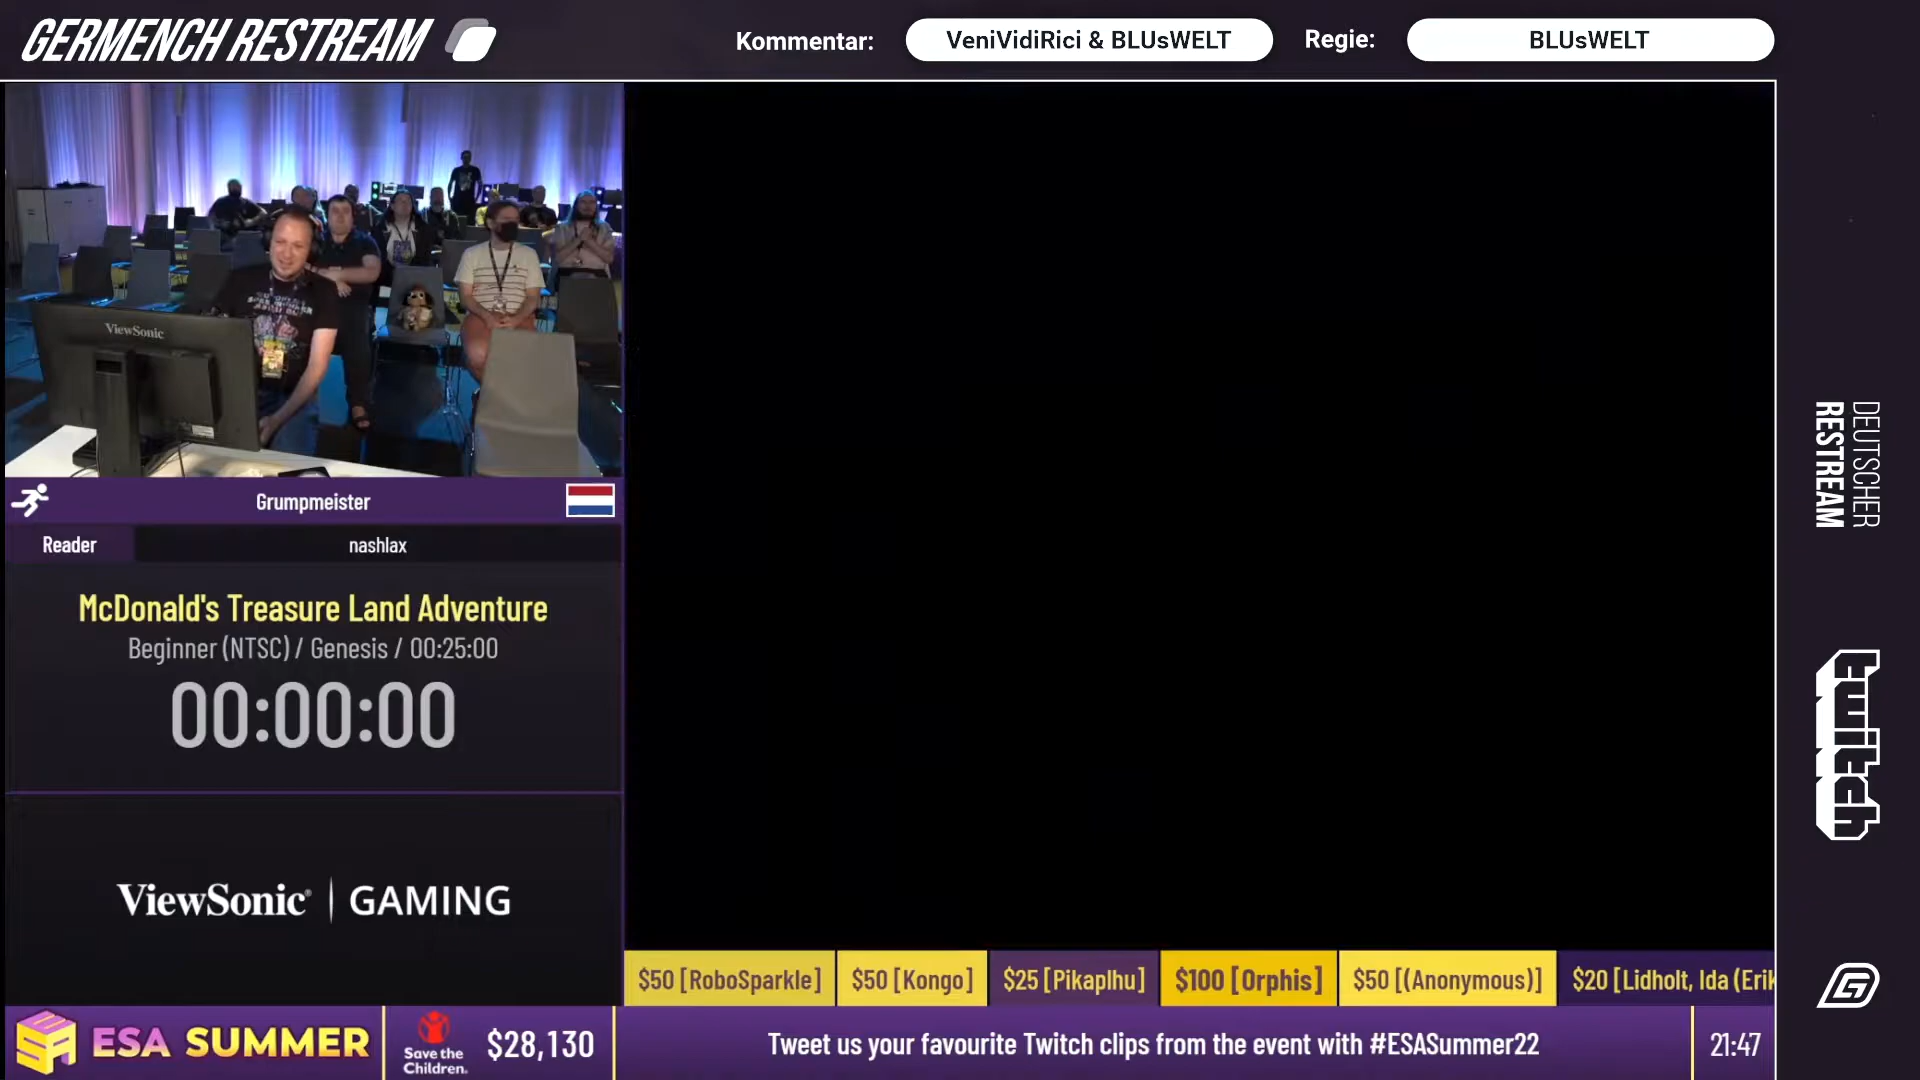 GERMENCH RESTREAM
Kommentar:
VeniVidiRici & BLUsWELT
Regie:
BLUsWELT
ViewSonic
Grumpmeister
Reader
nashlax
McDonald's Treasure Land Adventure
Beginner (NTSC) / Genesis / 00:25:00
00:00:00
ViewSonic® | GAMING
$50 [RoboSparkle]
$50 [Kongo]
$25 [Pikaplhu]
$100 [Orphis]
$50 [(Anonymous)]
$20 [Lidholt, Ida (Erik
ESA SUMMER
Save the
Children.
$28,130
Tweet us your favourite Twitch clips from the event with #ESASummer22
21:47
DEUTSCHER
RESTREAM
twitch
G